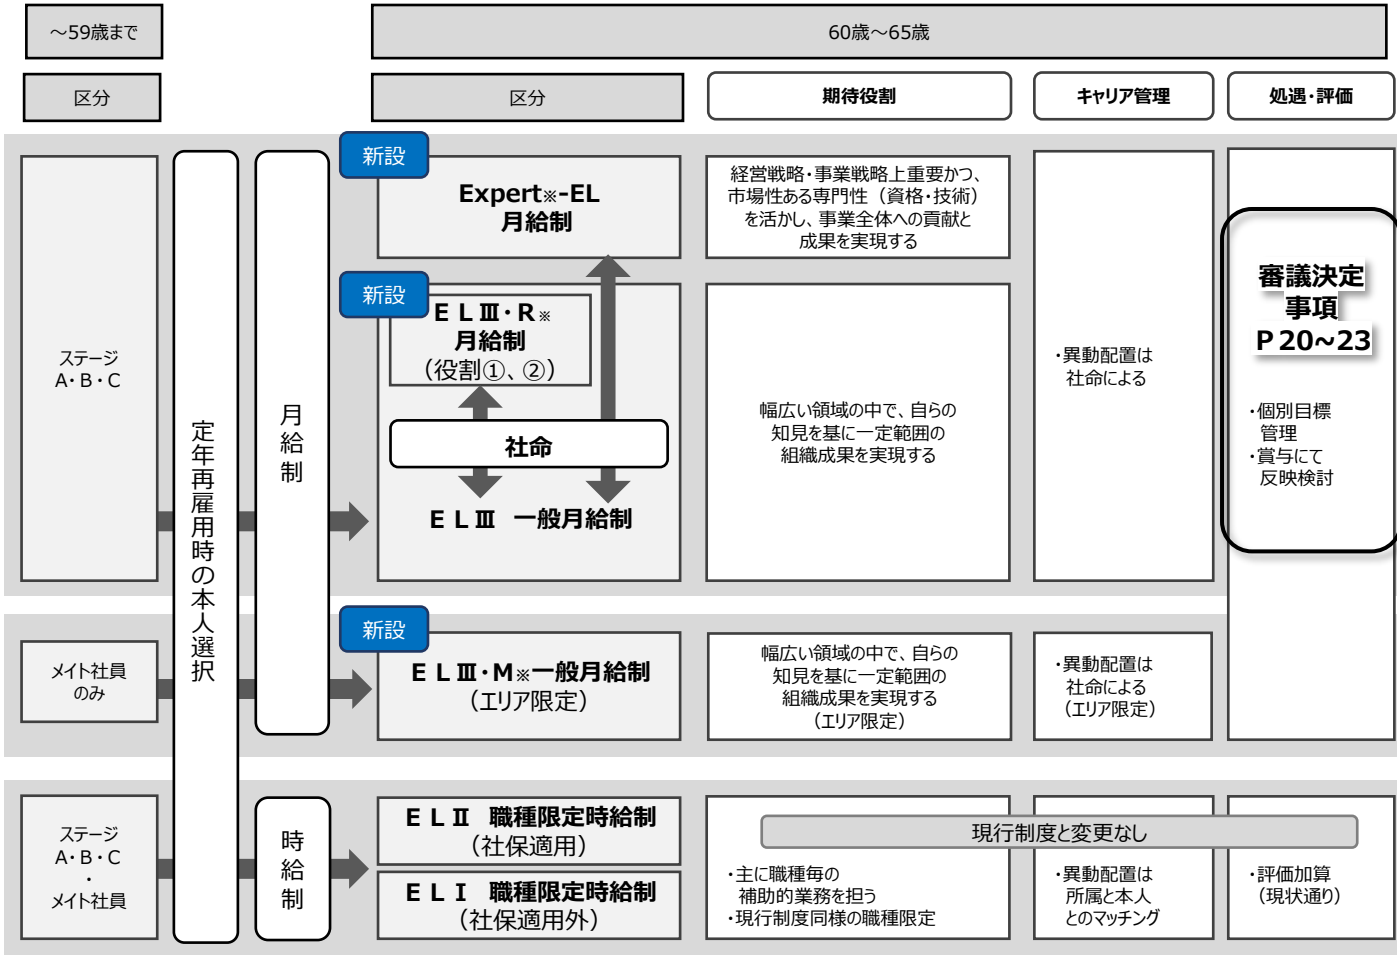 ～59歳まで
60歳～65歳
区分
区分
期待役割
キャリア管理
処遇・評価
ステージ
A・B・C
定年再雇用時の本人選択
月給制
新設
Expert※-EL
月給制
経営戦略・事業戦略上重要かつ、
市場性ある専門性（資格・技術）
を活かし、事業全体への貢献と
成果を実現する
新設
ＥＬⅢ・R※
月給制
（役割①、②）
社命
ＥＬⅢ　一般月給制
幅広い領域の中で、自らの
知見を基に一定範囲の
組織成果を実現する
・異動配置は
社命による
審議決定
事項
Ｐ20~23
・個別目標
管理
・賞与にて
反映検討
メイト社員
のみ
新設
ＥＬⅢ・M※一般月給制
（エリア限定）
幅広い領域の中で、自らの
知見を基に一定範囲の
組織成果を実現する
（エリア限定）
・異動配置は
社命による
（エリア限定）
ステージ
A・B・C
・
メイト社員
時給制
ＥＬⅡ　職種限定時給制
（社保適用）
ＥＬⅠ　職種限定時給制
（社保適用外）
現行制度と変更なし
・主に職種毎の
補助的業務を担う
・現行制度同様の職種限定
・異動配置は
所属と本人
とのマッチング
・評価加算
（現状通り）